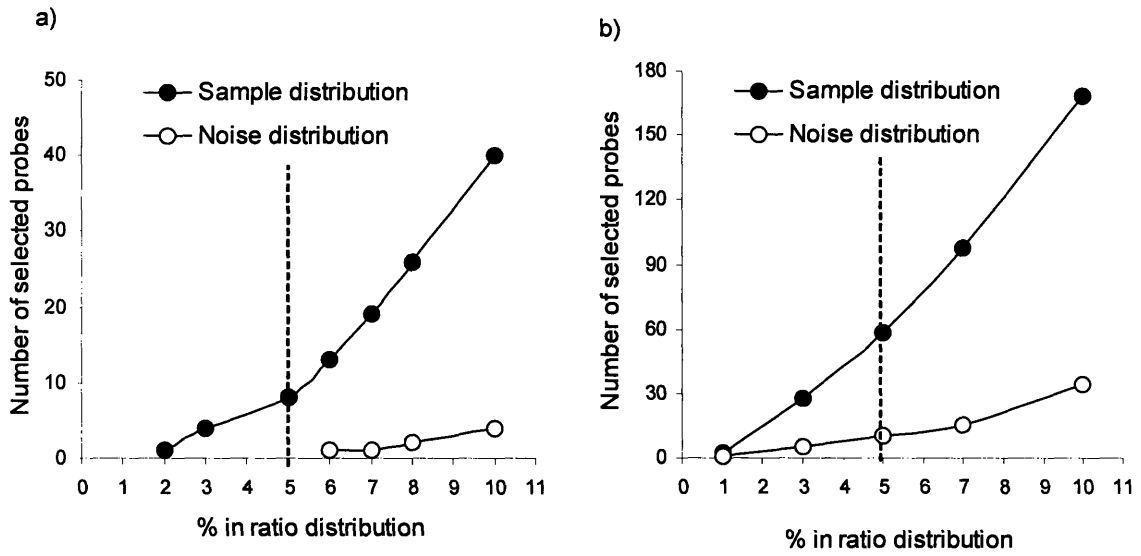 a)
50
40
30
20
10
0
Number of selected probes
Sample distribution
Noise distribution
0 1 2 3 4 5 6 7 8 9 10 11
% in ratio distribution
b)
180
150
120
90
60
30
0
Number of selected probes
Sample distribution
Noise distribution
0 1 2 3 4 5 6 7 8 9 10 11
% in ratio distribution